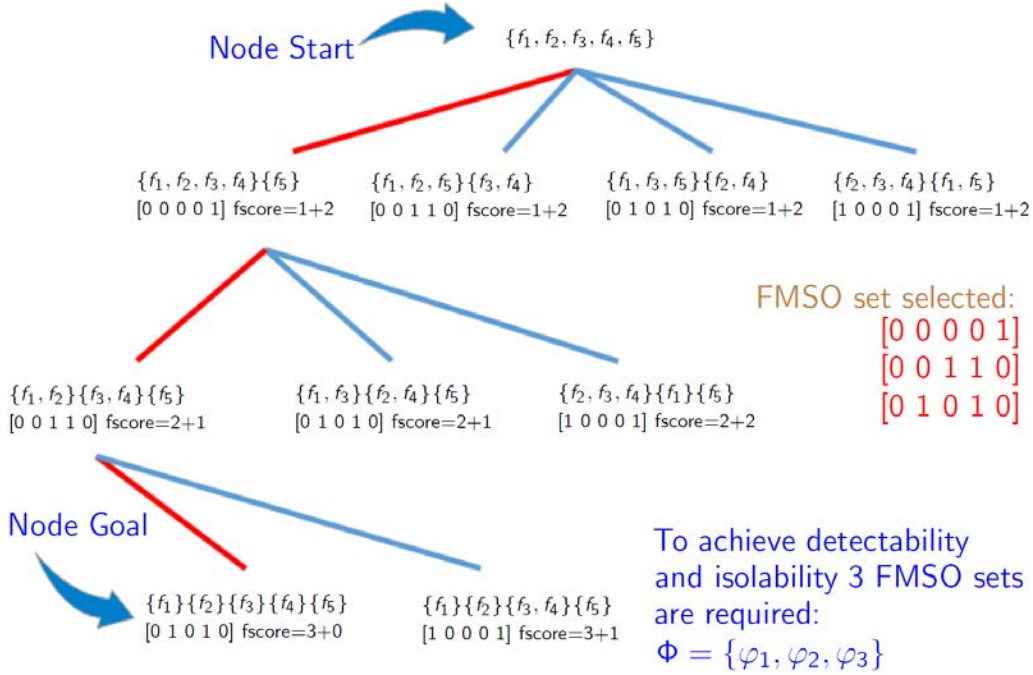 Node Start
{f₁, f₂, f₃, f₄, f₅}
{f₁, f₂, f₃, f₄}{f₅}
[0 0 0 0 1] fscore=1+2
{f₁, f₂, f₅}{f₃, f₄}
[0 0 1 1 0] fscore=1+2
{f₁, f₃, f₅}{f₂, f₄}
[0 1 0 1 0] fscore=1+2
{f₂, f₃, f₄}{f₁, f₅}
[1 0 0 0 1] fscore=1+2
FMSO set selected:
[0 0 0 0 1]
[0 0 1 1 0]
[0 1 0 1 0]
{f₁, f₂}{f₃, f₄}{f₅}
[0 0 1 1 0] fscore=2+1
{f₁, f₃}{f₂, f₄}{f₅}
[0 1 0 1 0] fscore=2+1
{f₂, f₃, f₄}{f₁}{f₅}
[1 0 0 0 1] fscore=2+2
Node Goal
{f₁}{f₂}{f₃}{f₄}{f₅}
[0 1 0 1 0] fscore=3+0
{f₁}{f₂}{f₃, f₄}{f₅}
[1 0 0 0 1] fscore=3+1
To achieve detectability
and isolability 3 FMSO sets
are required:
Φ = {φ₁, φ₂, φ₃}